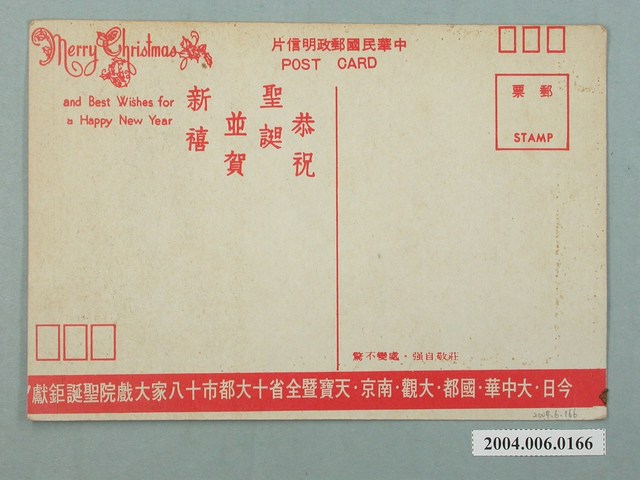 Merry Christmas
and Best Wishes for
a Happy New Year
恭祝
聖誕
並賀
新禧
片信明政郵國民華中
POST CARD
票郵
STAMP
驚不變處・強自敬莊
獻鉅誕聖院戲大家八十市都大十省全暨寶天・京南・觀大・都國・華中大・日今
2004.6.166
2004.006.0166